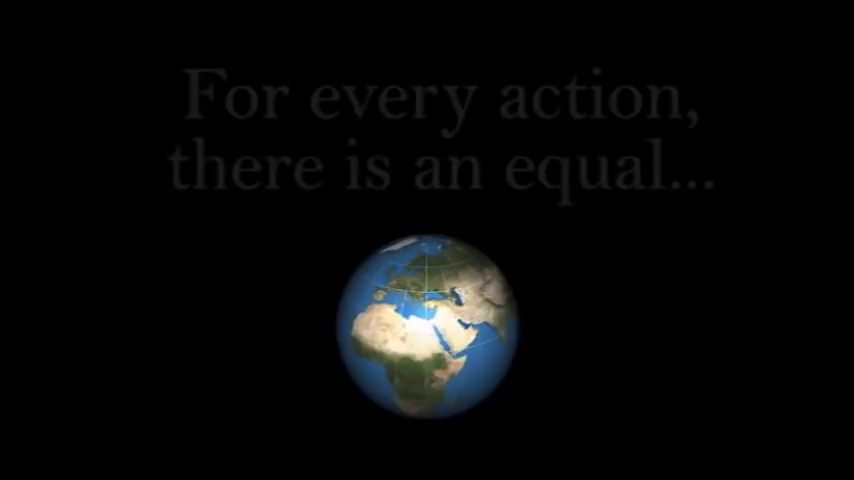 For every action,
there is an equal...